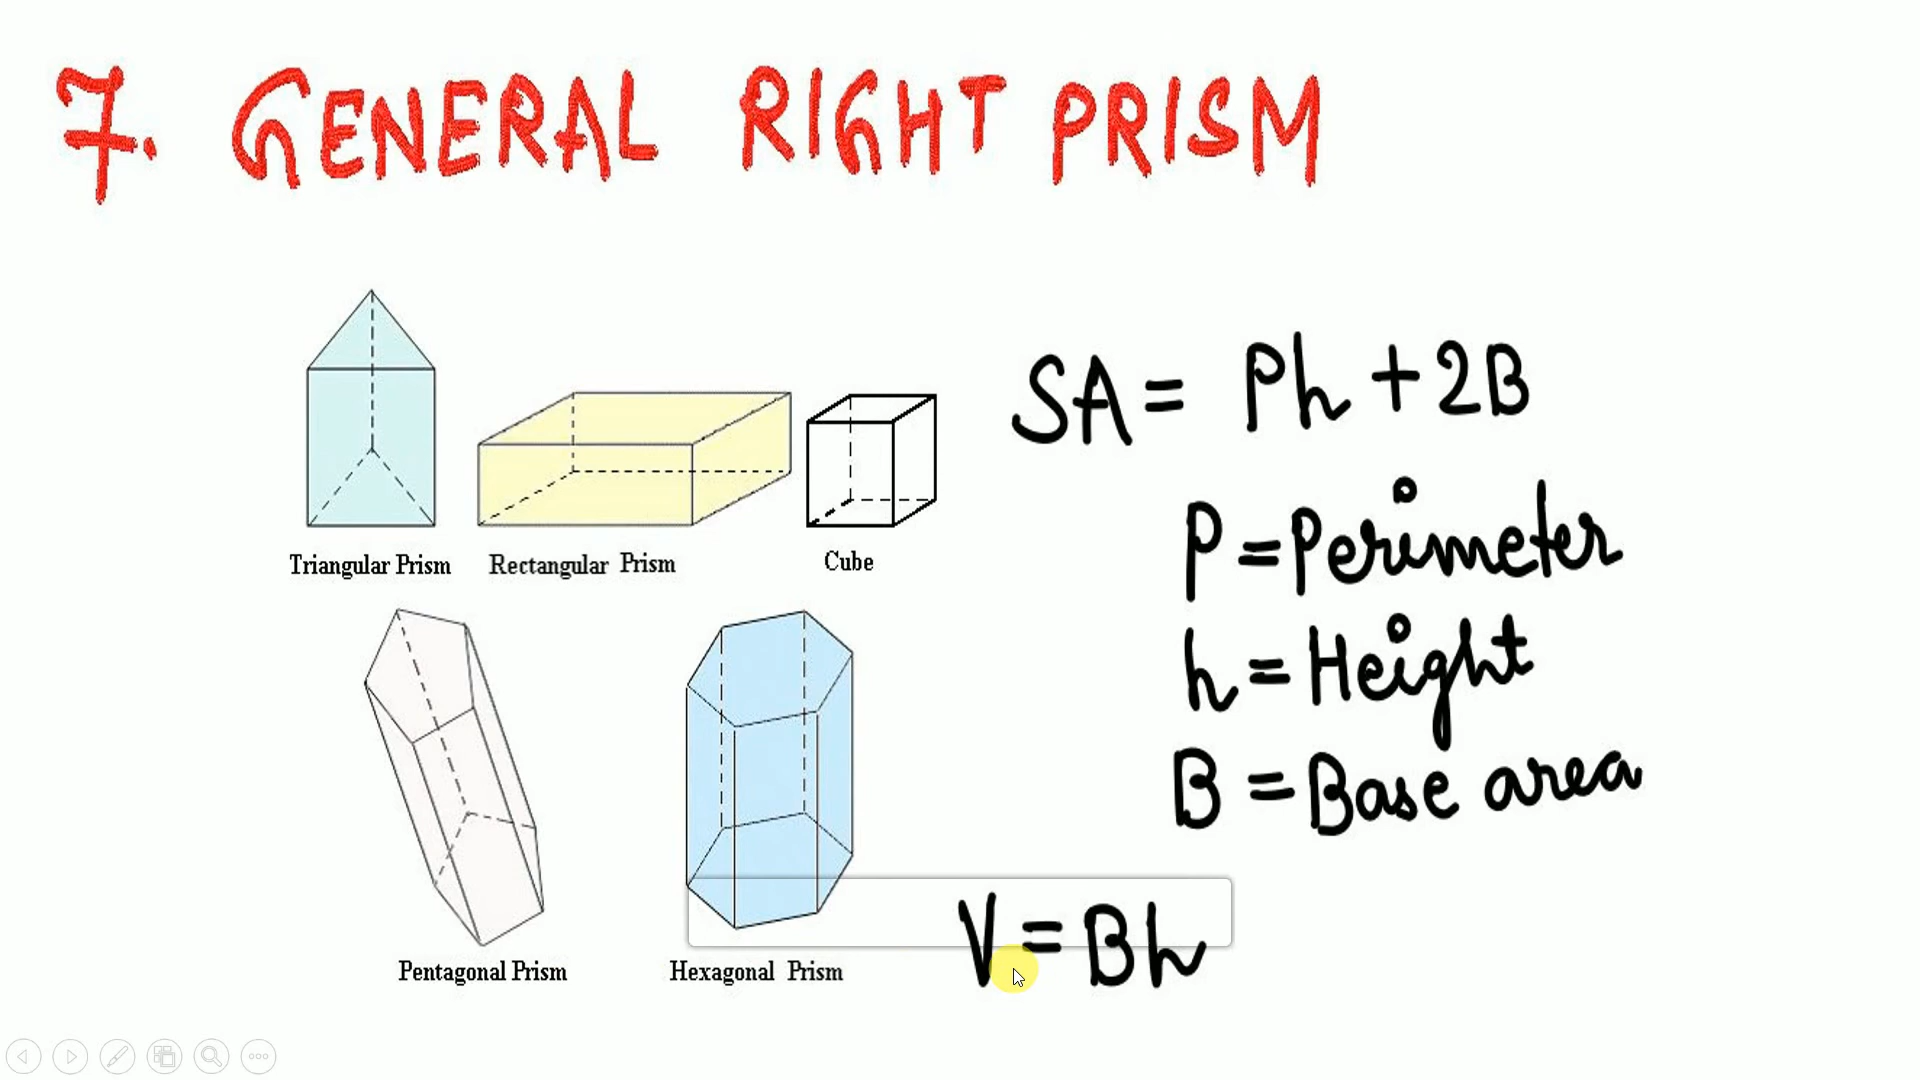 7. GENERAL RIGHT PRISM
Triangular Prism
Rectangular Prism
Cube
Pentagonal Prism
Hexagonal Prism
SA = Ph + 2B
P = Perimeter
h = Height
B = Base area
V = Bh